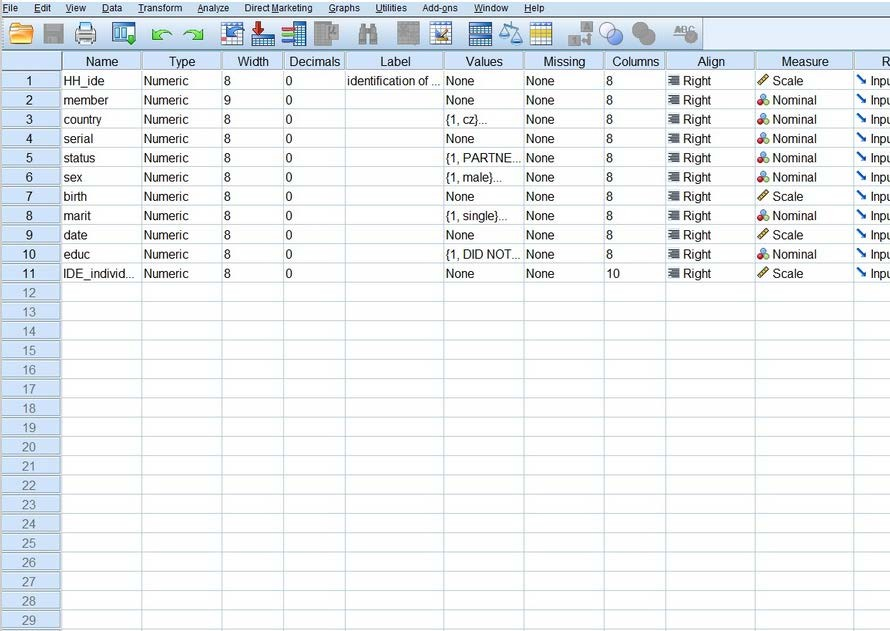 File Edit View Data Transform Analyze Direct Marketing Graphs Utilities Add-ons Window Help
ABC
Name Type Width Decimals Label Values Missing Columns Align Measure R
1 HH_ide Numeric 8 0 identification of ... None None 8 Right Scale Inpu
2 member Numeric 9 0 None None 8 Right Nominal Inpu
3 country Numeric 8 0 {1, cz}... None 8 Right Nominal Inpu
4 serial Numeric 8 0 None None 8 Right Nominal Inpu
5 status Numeric 8 0 {1, PARTNE... None 8 Right Nominal Inpu
6 sex Numeric 8 0 {1, male}... None 8 Right Nominal Inpu
7 birth Numeric 8 0 None None 8 Right Scale Inpu
8 marit Numeric 8 0 {1, single}... None 8 Right Nominal Inpu
9 date Numeric 8 0 None None 8 Right Scale Inpu
10 educ Numeric 8 0 {1, DID NOT... None 8 Right Nominal Inpu
11 IDE_individ... Numeric 8 0 None None 10 Right Scale Inpu
12
13
14
15
16
17
18
19
20
21
22
23
24
25
26
27
28
29